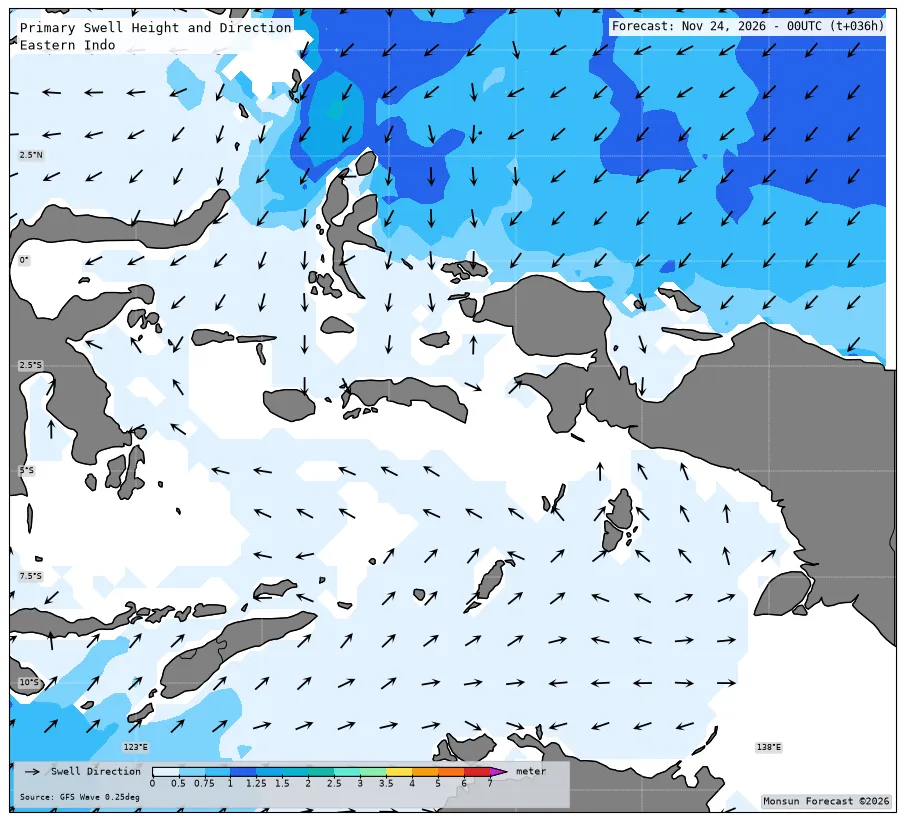 Primary Swell Height and Direction
Eastern Indo
Forecast: Nov 24, 2026 - 00UTC (t+036h)
2.5°N
0°
2.5°S
5°S
7.5°S
10°S
123°E
138°E
Swell Direction
0 0.5 0.75 1 1.25 1.5 2 2.5 3 3.5 4 5 6 7
meter
Source: GFS Wave 0.25deg
Monsun Forecast ©2026